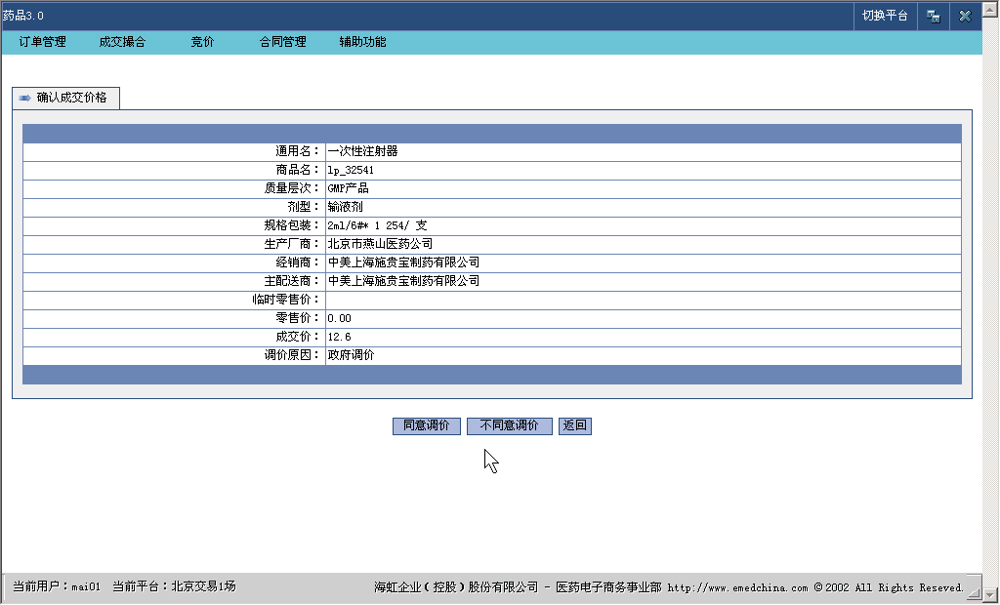 药品3.0 切换平台
订单管理 成交撮合 竞价 合同管理 辅助功能
确认成交价格
通用名： 一次性注射器
商品名： lp_32541
质量层次： GMP产品
剂型： 输液剂
规格包装： 2ml/6#* 1 254/ 支
生产厂商： 北京市燕山医药公司
经销商： 中美上海施贵宝制药有限公司
主配送商： 中美上海施贵宝制药有限公司
临时零售价：
零售价： 0.00
成交价： 12.6
调价原因： 政府调价
同意调价 不同意调价 返回
当前用户：mai01 当前平台：北京交易1场 海虹企业（控股）股份有限公司 - 医药电子商务事业部 http://www.emedchina.com ©2002 All Rights Reseved.